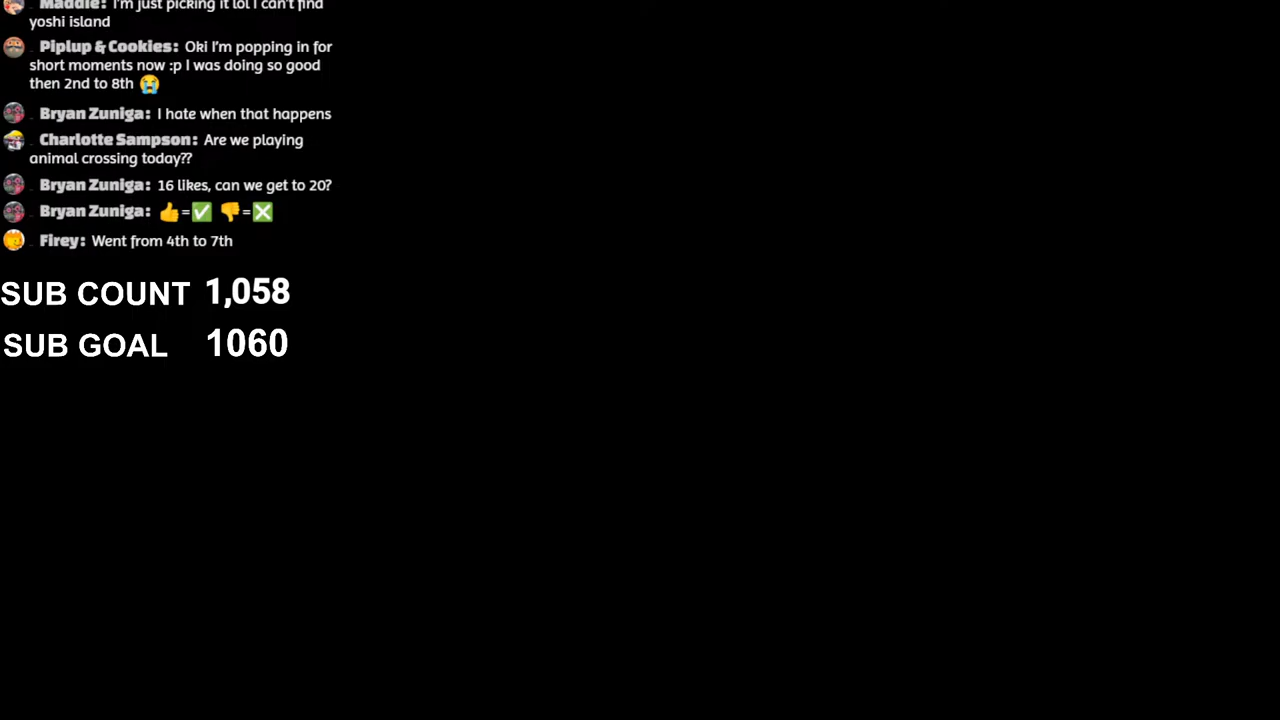 Maddie: I'm just picking it lol I can't find
yoshi island
Piplup & Cookies: Oki I'm popping in for
short moments now :p I was doing so good
then 2nd to 8th 😭
Bryan Zuniga: I hate when that happens
Charlotte Sampson: Are we playing
animal crossing today??
Bryan Zuniga: 16 likes, can we get to 20?
Bryan Zuniga: 👍=✅ 👎=❎
Firey: Went from 4th to 7th
SUB COUNT 1,058
SUB GOAL 1060